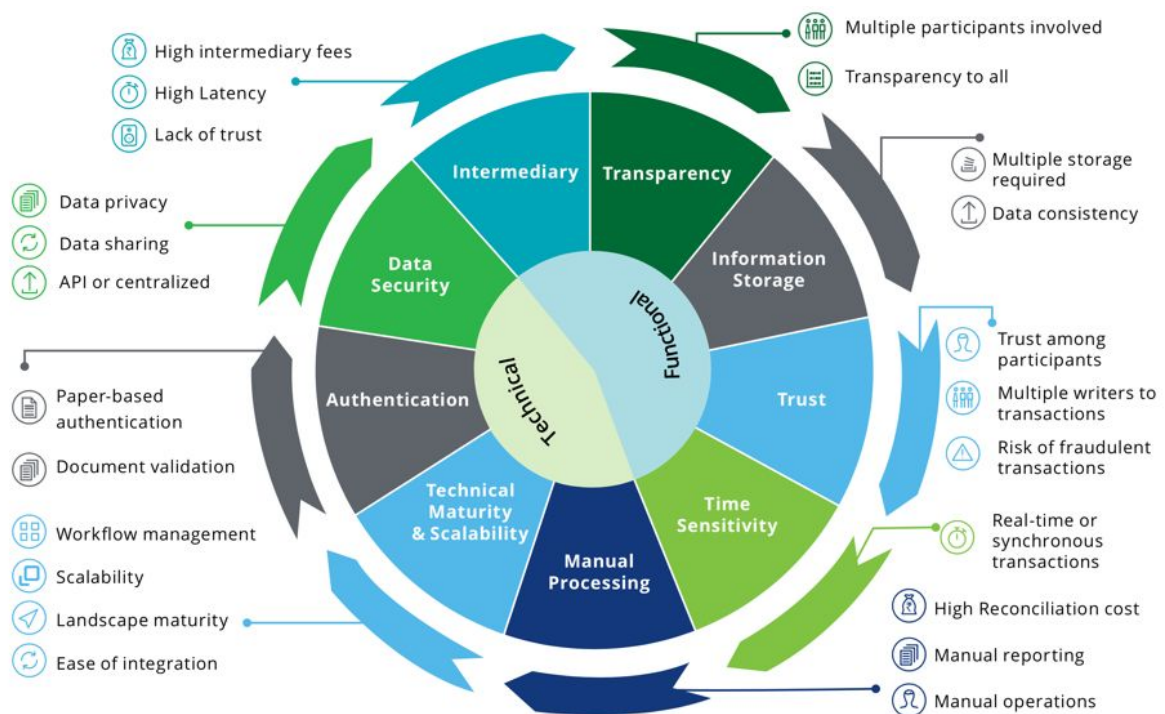 High intermediary fees
High Latency
Lack of trust
Multiple participants involved
Transparency to all
Intermediary
Transparency
Multiple storage
required
Data consistency
Data privacy
Data sharing
API or centralized
Data
Security
Information
Storage
Functional
Technical
Trust among
participants
Multiple writers to
transactions
Risk of fraudulent
transactions
Authentication
Trust
Paper-based
authentication
Document validation
Technical
Maturity
& Scalability
Time
Sensitivity
Manual
Processing
Real-time or
synchronous
transactions
Workflow management
Scalability
Landscape maturity
Ease of integration
High Reconciliation cost
Manual reporting
Manual operations